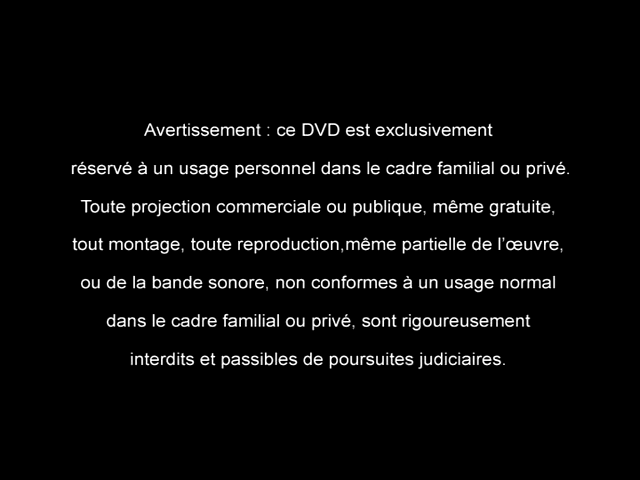 Avertissement : ce DVD est exclusivement
réservé à un usage personnel dans le cadre familial ou privé.
Toute projection commerciale ou publique, même gratuite,
tout montage, toute reproduction,même partielle de l'œuvre,
ou de la bande sonore, non conformes à un usage normal
dans le cadre familial ou privé, sont rigoureusement
interdits et passibles de poursuites judiciaires.